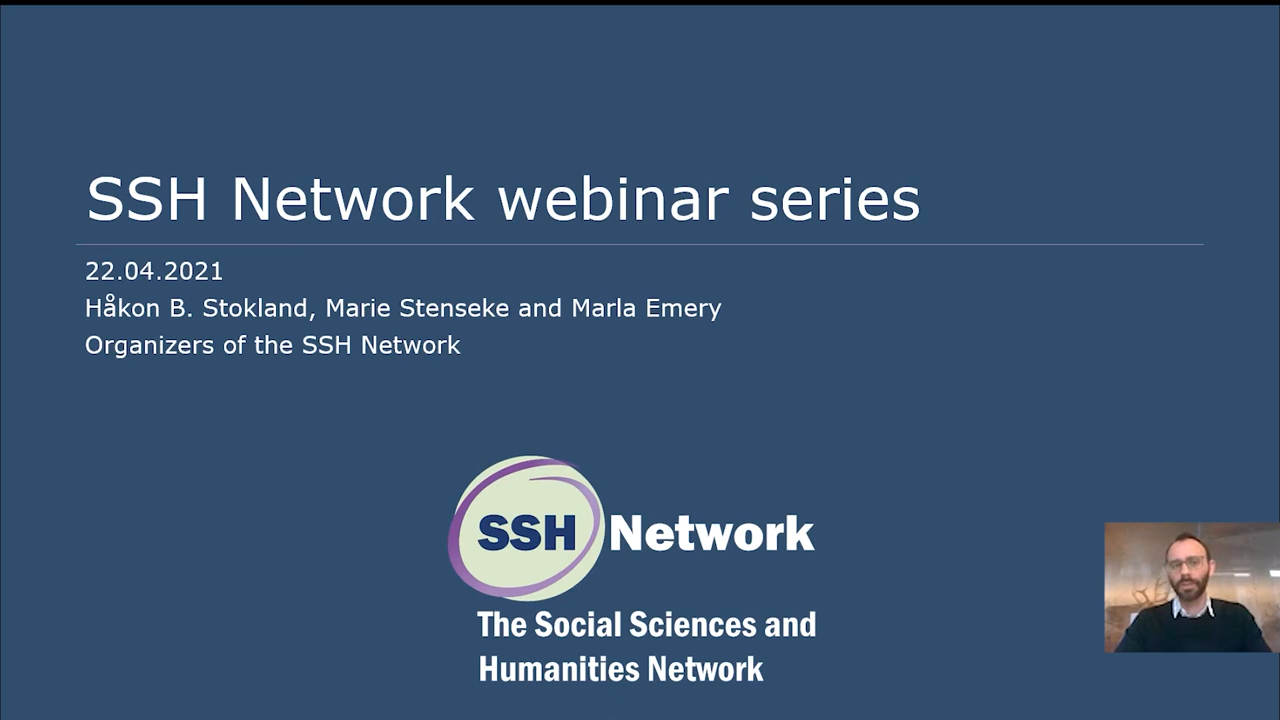 SSH Network webinar series
22.04.2021
Håkon B. Stokland, Marie Stenseke and Marla Emery
Organizers of the SSH Network
SSH Network
The Social Sciences and
Humanities Network